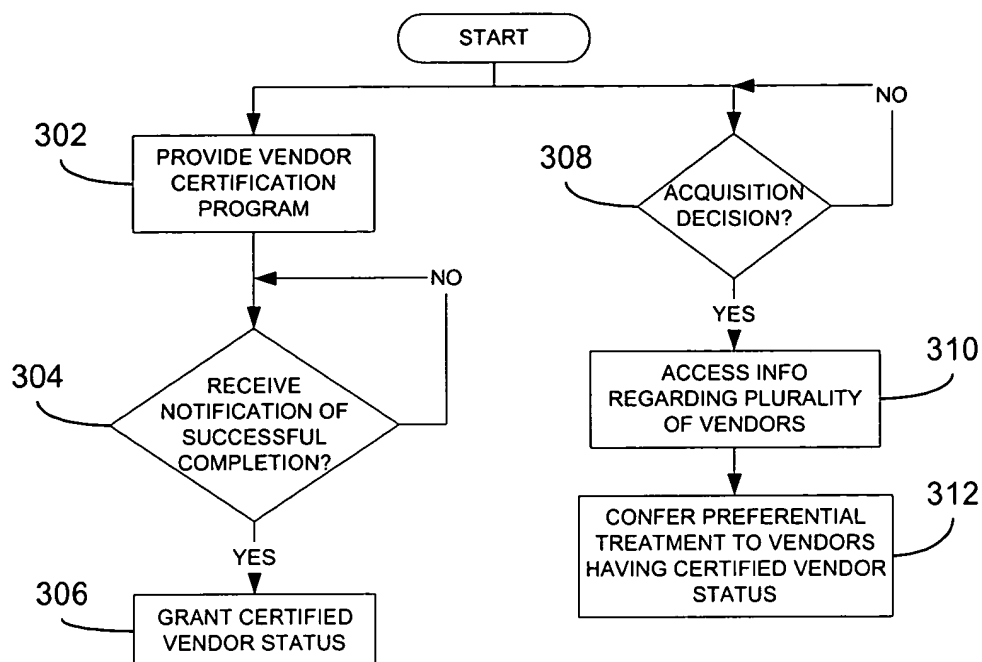 START
302
PROVIDE VENDOR
CERTIFICATION
PROGRAM
NO
304
RECEIVE
NOTIFICATION OF
SUCCESSFUL
COMPLETION?
YES
306
GRANT CERTIFIED
VENDOR STATUS
NO
308
ACQUISITION
DECISION?
YES
310
ACCESS INFO
REGARDING PLURALITY
OF VENDORS
312
CONFER PREFERENTIAL
TREATMENT TO VENDORS
HAVING CERTIFIED VENDOR
STATUS